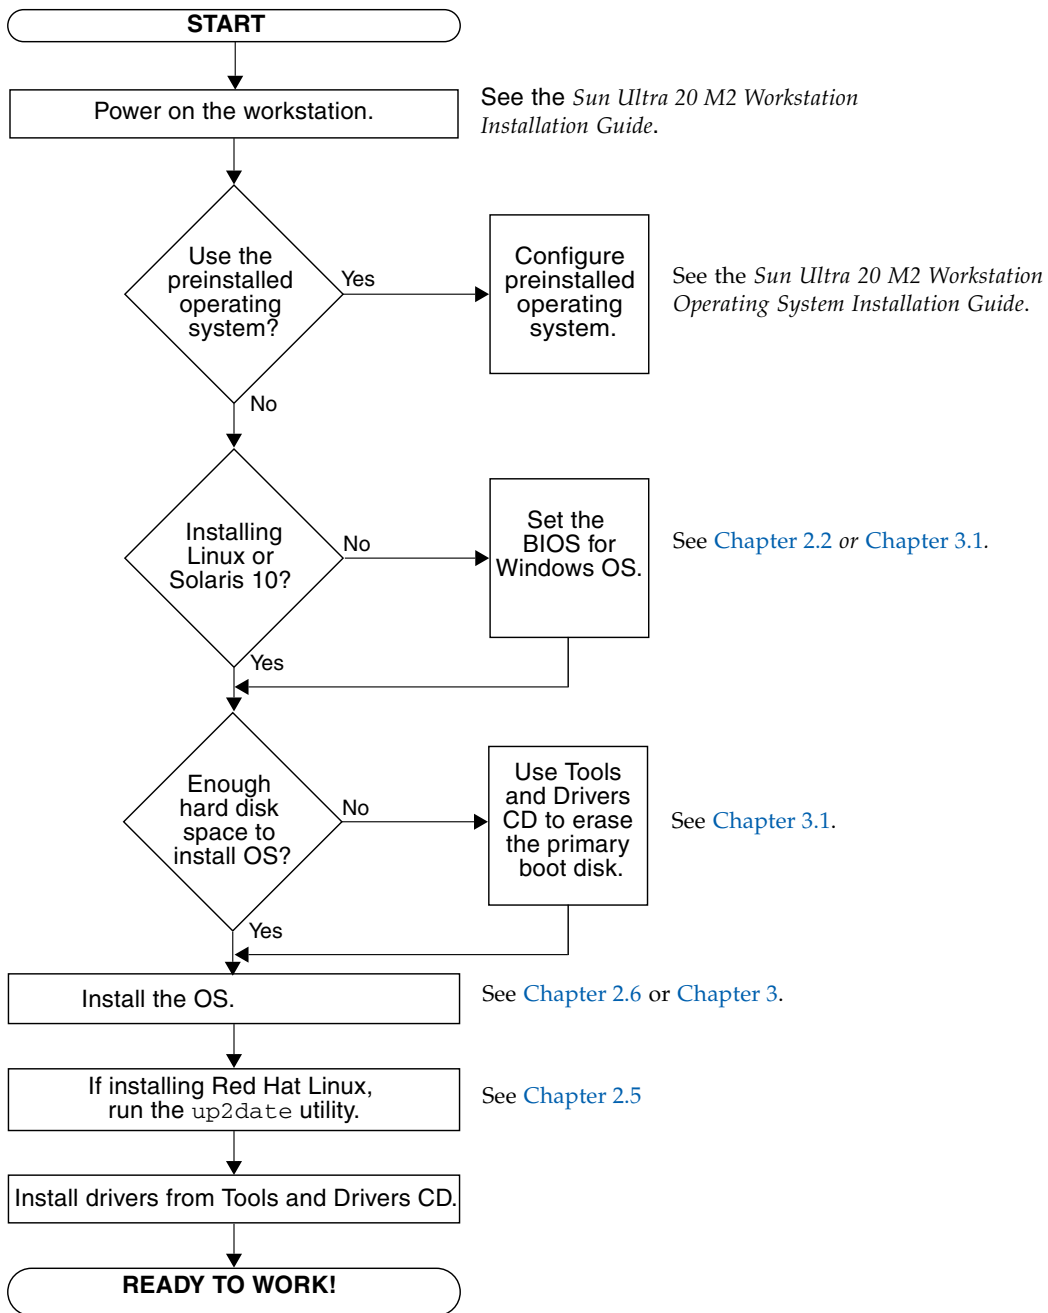 START
Power on the workstation.
See the Sun Ultra 20 M2 Workstation
Installation Guide.
Use the
preinstalled
operating
system?
Yes
Configure
preinstalled
operating
system.
See the Sun Ultra 20 M2 Workstation
Operating System Installation Guide.
No
Installing
Linux or
Solaris 10?
No
Set the
BIOS for
Windows OS.
See Chapter 2.2 or Chapter 3.1.
Yes
Enough
hard disk
space to
install OS?
No
Use Tools
and Drivers
CD to erase
the primary
boot disk.
See Chapter 3.1.
Yes
Install the OS.
See Chapter 2.6 or Chapter 3.
If installing Red Hat Linux,
run the up2date utility.
See Chapter 2.5
Install drivers from Tools and Drivers CD.
READY TO WORK!